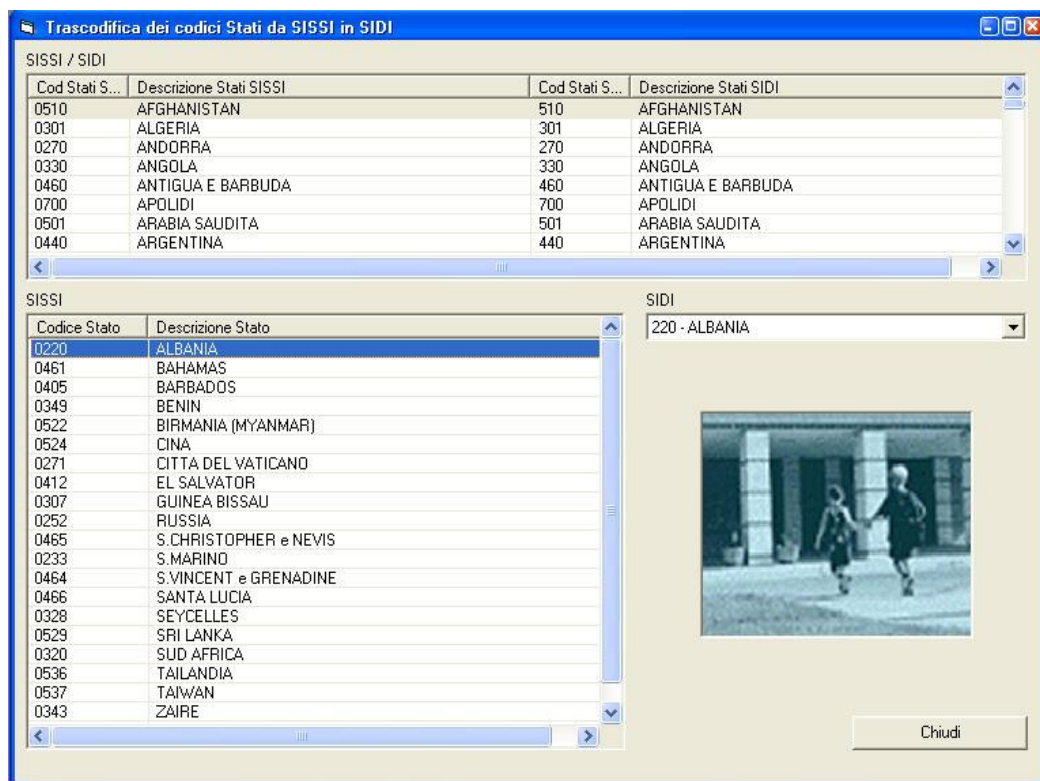 Trascodifica dei codici Stati da SISSI in SIDI
SISSI / SIDI
Cod Stati S... Descrizione Stati SISSI Cod Stati S... Descrizione Stati SIDI
0510 AFGHANISTAN 510 AFGHANISTAN
0301 ALGERIA 301 ALGERIA
0270 ANDORRA 270 ANDORRA
0330 ANGOLA 330 ANGOLA
0460 ANTIGUA E BARBUDA 460 ANTIGUA E BARBUDA
0700 APOLIDI 700 APOLIDI
0501 ARABIA SAUDITA 501 ARABIA SAUDITA
0440 ARGENTINA 440 ARGENTINA
SISSI
Codice Stato Descrizione Stato
0220 ALBANIA
0461 BAHAMAS
0405 BARBADOS
0349 BENIN
0522 BIRMANIA (MYANMAR)
0524 CINA
0271 CITTA DEL VATICANO
0412 EL SALVATOR
0307 GUINEA BISSAU
0252 RUSSIA
0465 S.CHRISTOPHER e NEVIS
0233 S.MARINO
0464 S.VINCENT e GRENADINE
0466 SANTA LUCIA
0328 SEYCELLES
0529 SRI LANKA
0320 SUD AFRICA
0536 TAILANDIA
0537 TAIWAN
0343 ZAIRE
SIDI
220 - ALBANIA
Chiudi